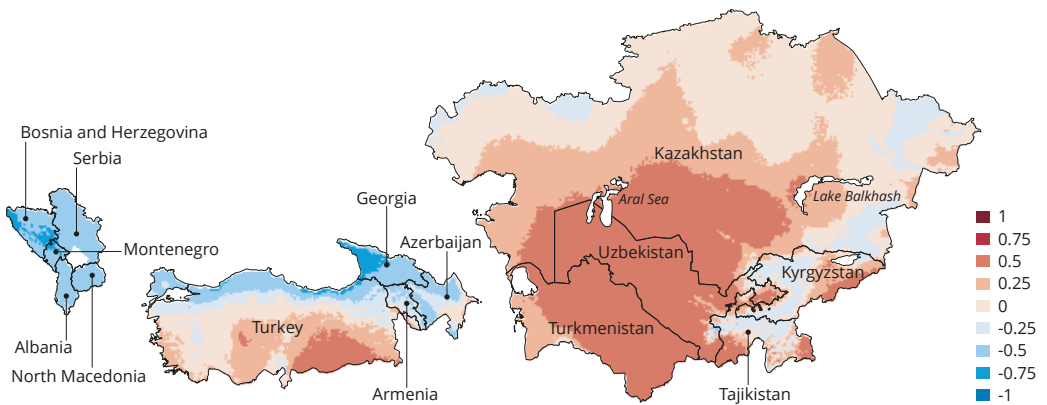 Bosnia and Herzegovina
Serbia
Montenegro
Albania
North Macedonia
Georgia
Azerbaijan
Turkey
Armenia
Kazakhstan
Aral Sea
Lake Balkhash
Uzbekistan
Kyrgyzstan
Turkmenistan
Tajikistan
1
0.75
0.5
0.25
0
-0.25
-0.5
-0.75
-1